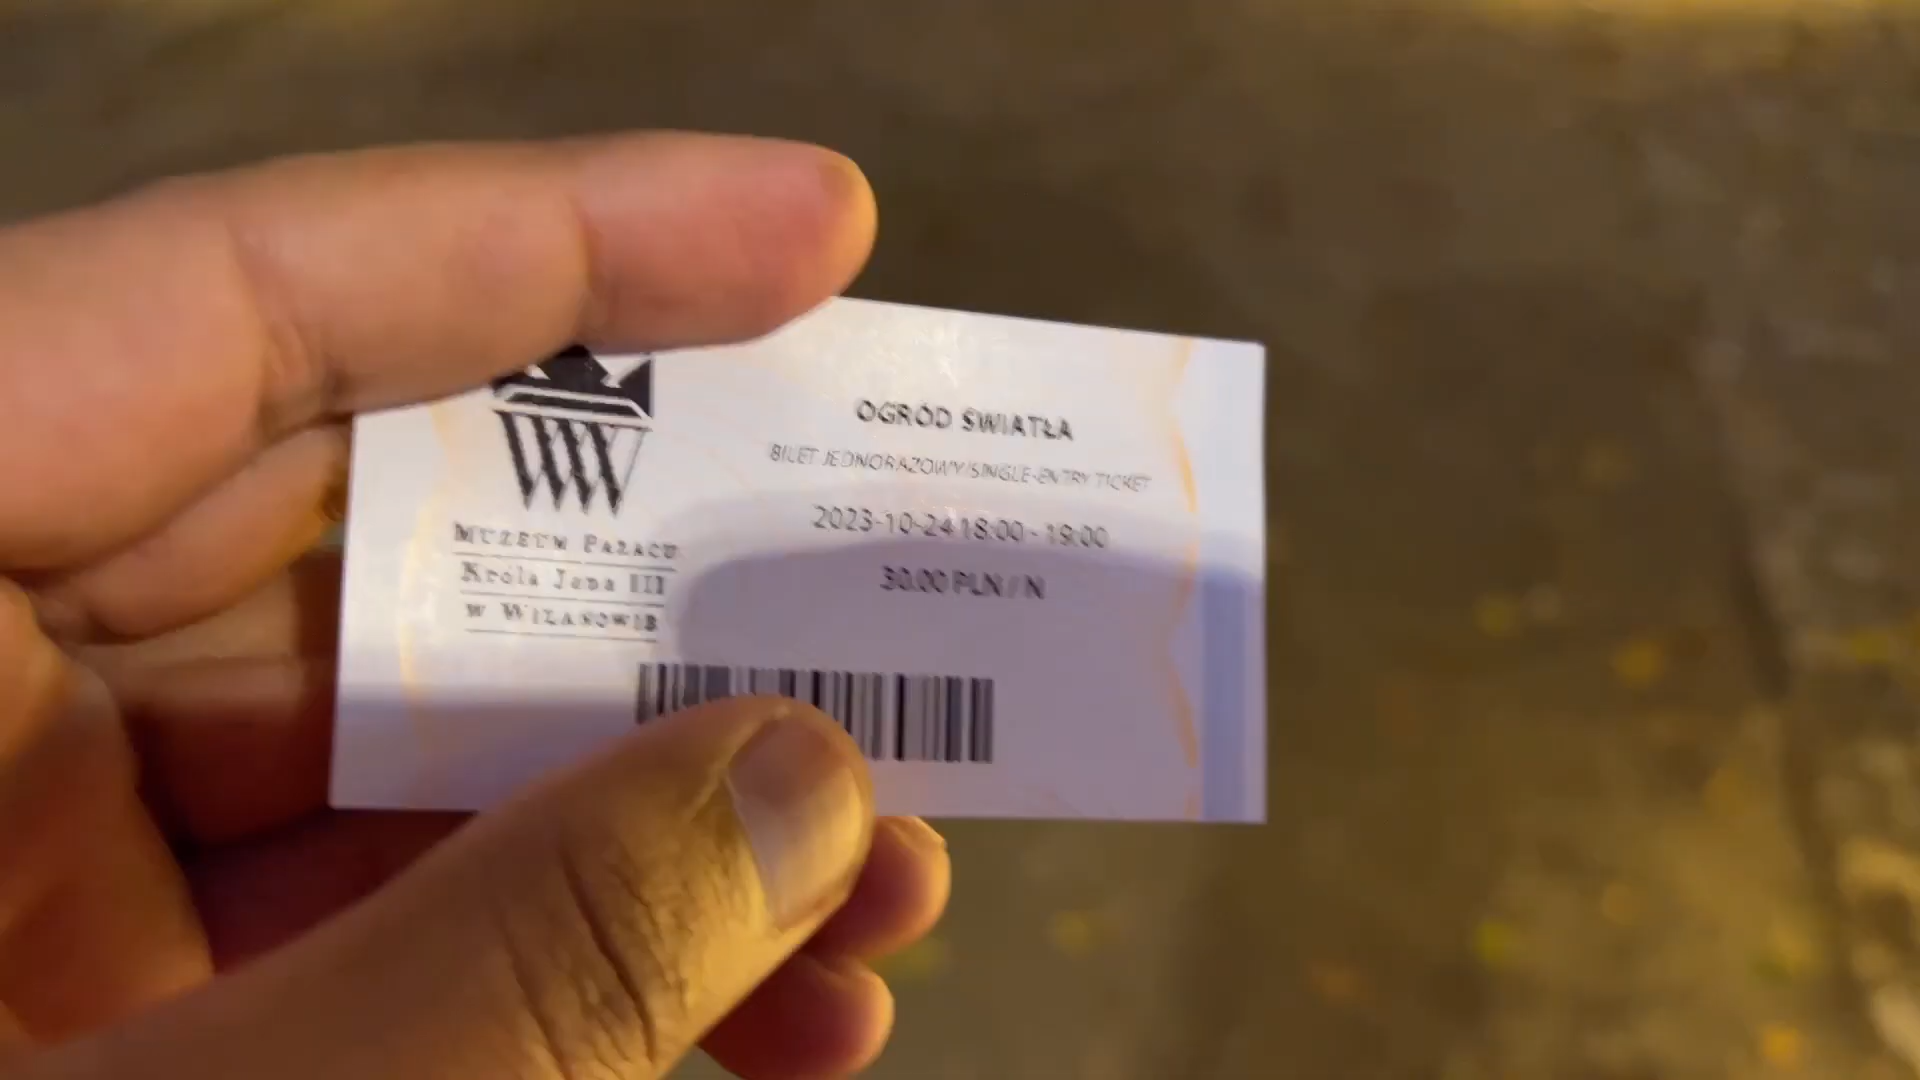 MUZEUM PAŁACU
Króla Jana III
w WILANOWIE
OGRÓD ŚWIATŁA
BILET JEDNORAZOWY/SINGLE-ENTRY TICKET
2023-10-24 18:00 - 19:00
30.00 PLN / N